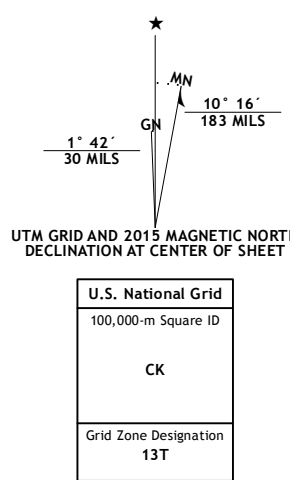 ★
MN
GN
10° 16´
183 MILS
1° 42´
30 MILS
UTM GRID AND 2015 MAGNETIC NORT
DECLINATION AT CENTER OF SHEET
U.S. National Grid
100,000-m Square ID
CK
Grid Zone Designation
13T